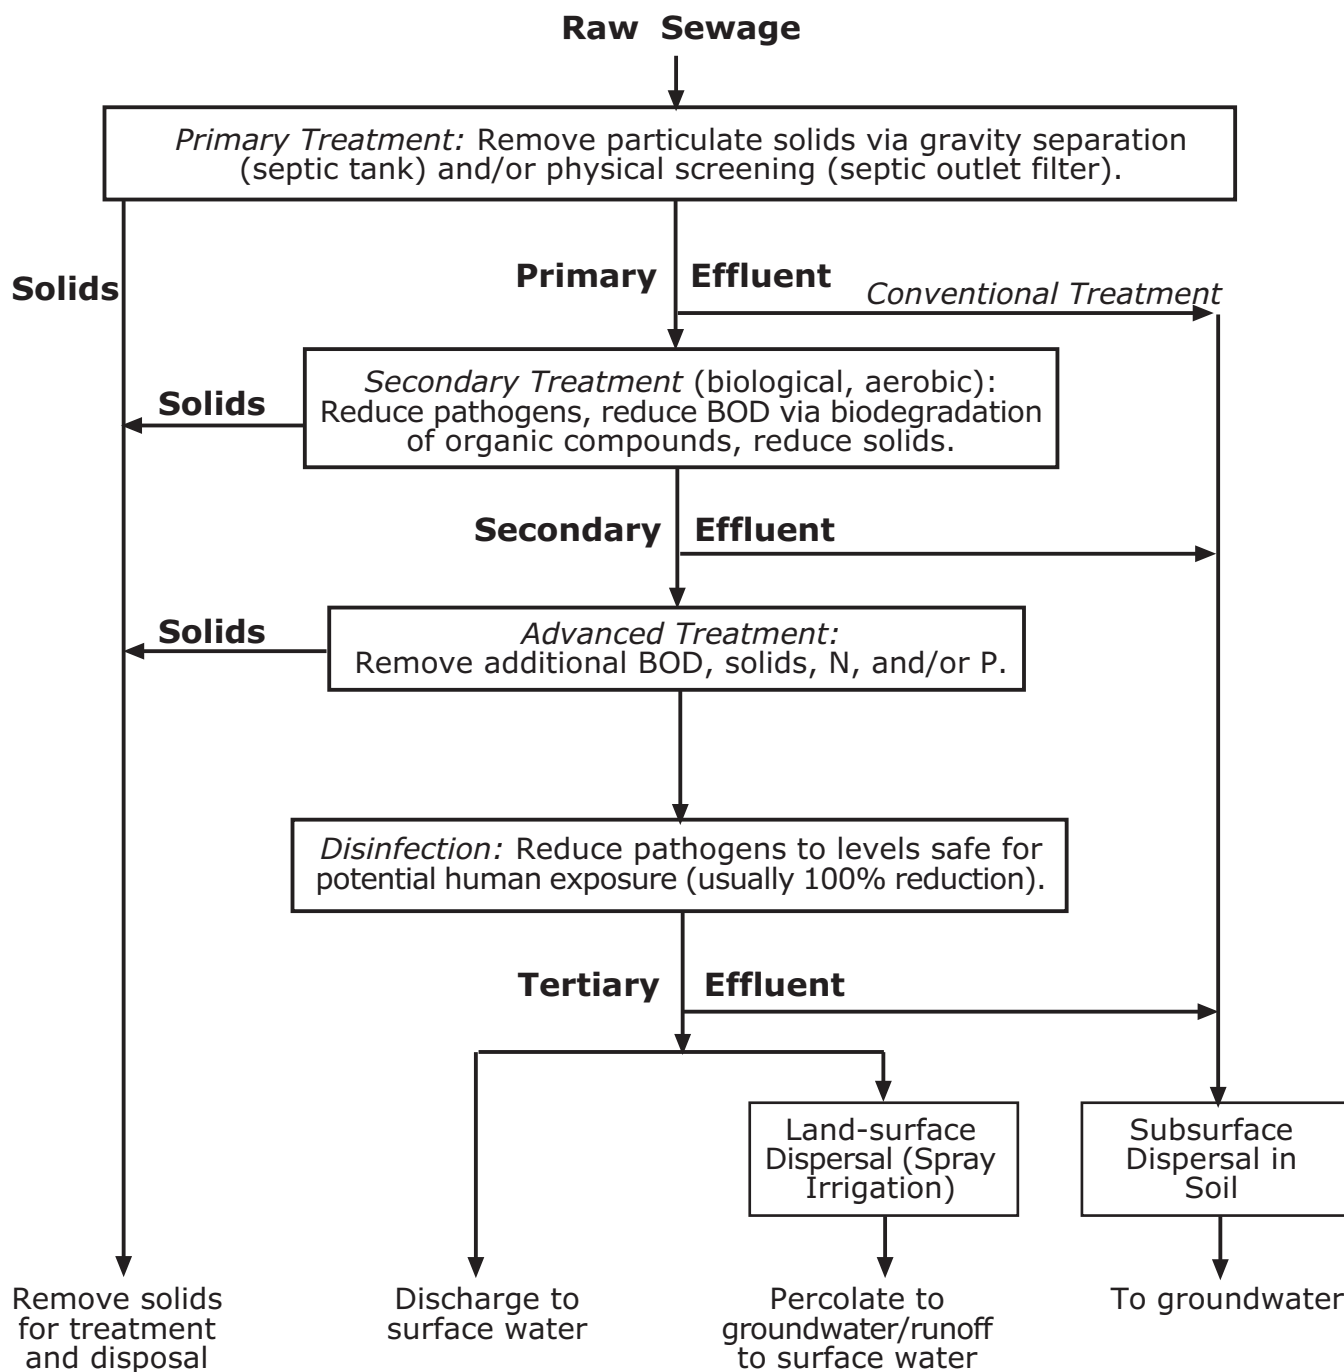 Raw Sewage
Primary Treatment: Remove particulate solids via gravity separation
(septic tank) and/or physical screening (septic outlet filter).
Solids
Primary Effluent
Conventional Treatment
Secondary Treatment (biological, aerobic):
Reduce pathogens, reduce BOD via biodegradation
of organic compounds, reduce solids.
Solids
Secondary Effluent
Advanced Treatment:
Remove additional BOD, solids, N, and/or P.
Solids
Disinfection: Reduce pathogens to levels safe for
potential human exposure (usually 100% reduction).
Tertiary Effluent
Land-surface
Dispersal (Spray
Irrigation)
Subsurface
Dispersal in
Soil
Remove solids
for treatment
and disposal
Discharge to
surface water
Percolate to
groundwater/runoff
to surface water
To groundwater